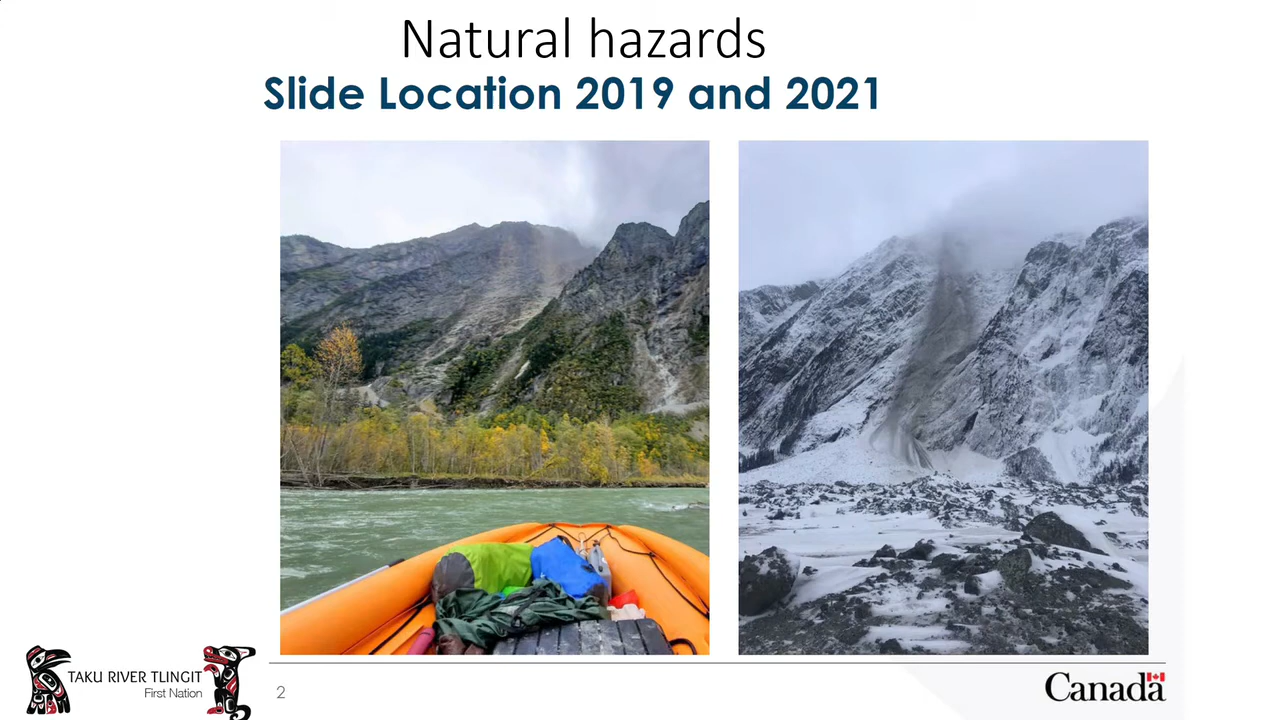 Natural hazards
Slide Location 2019 and 2021
TAKU RIVER TLINGIT
First Nation
2
Canada